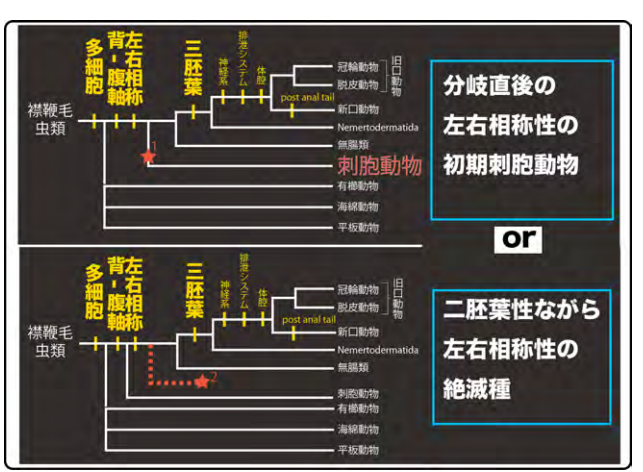 多細胞
背-腹軸
左右相称
三胚葉
神経系
排泄システム
体腔
post anal tail
襟鞭毛
虫類
1
冠輪動物
脱皮動物
旧口動物
新口動物
Nemertodermatida
無腸類
刺胞動物
有櫛動物
海綿動物
平板動物
分岐直後の
左右相称性の
初期刺胞動物
or
多細胞
背-腹軸
左右相称
三胚葉
神経系
排泄システム
体腔
post anal tail
襟鞭毛
虫類
2
冠輪動物
脱皮動物
旧口動物
新口動物
Nemertodermatida
無腸類
刺胞動物
有櫛動物
海綿動物
平板動物
二胚葉性ながら
左右相称性の
絶滅種